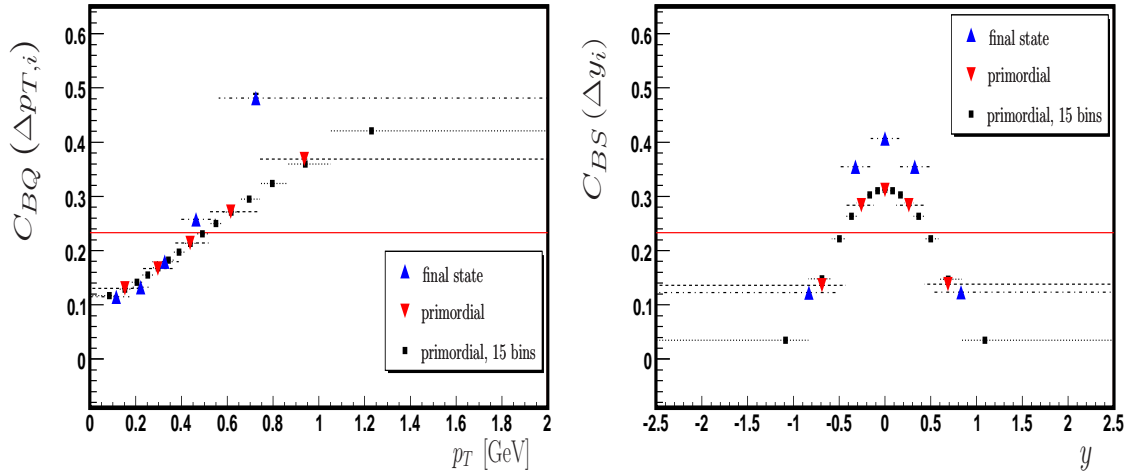 C_{BQ} (Δp_{T,i})
0.6
0.5
0.4
0.3
0.2
0.1
0
final state
primordial
primordial, 15 bins
0 0.2 0.4 0.6 0.8 1 1.2 1.4 1.6 1.8 2
p_T [GeV]
C_{BS} (Δy_i)
0.6
0.5
0.4
0.3
0.2
0.1
0
final state
primordial
primordial, 15 bins
-2.5 -2 -1.5 -1 -0.5 0 0.5 1 1.5 2 2.5
y